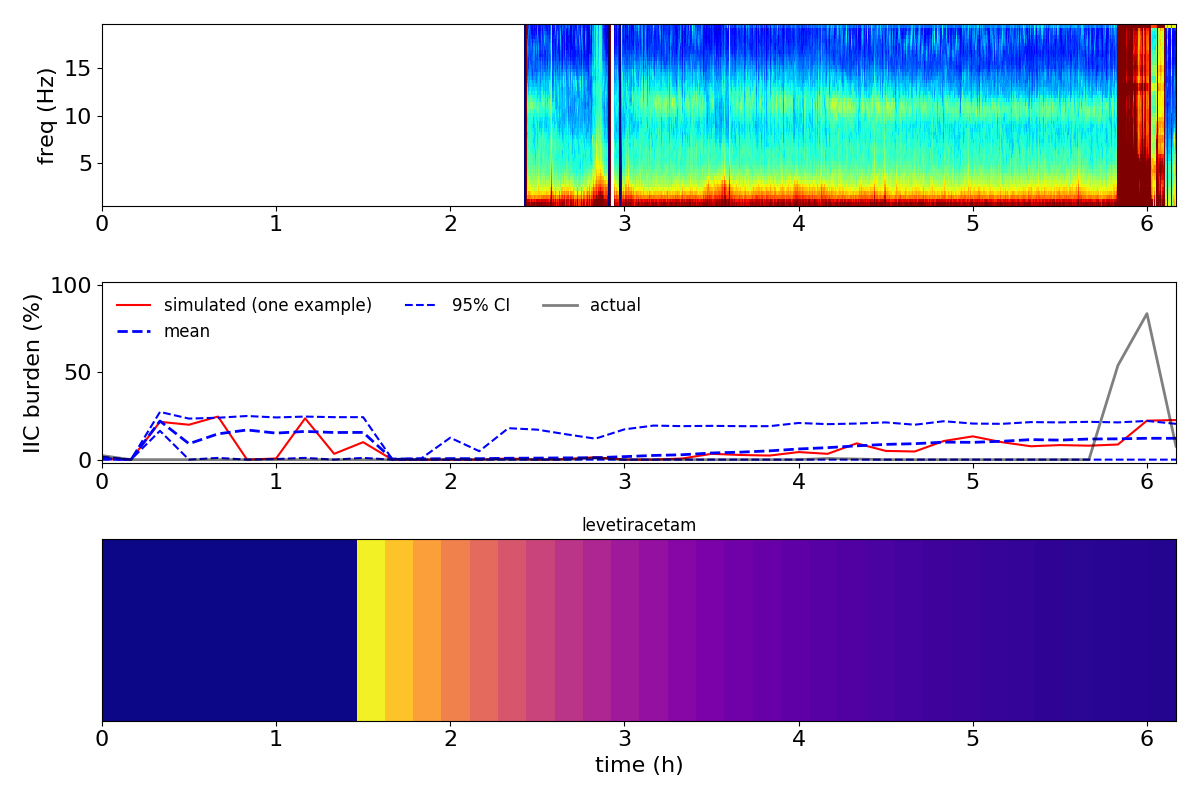 freq (Hz)
15
10
5
0 1 2 3 4 5 6
IIC burden (%)
100
50
0
simulated (one example) 95% CI actual
mean
0 1 2 3 4 5 6
levetiracetam
0 1 2 3 4 5 6
time (h)